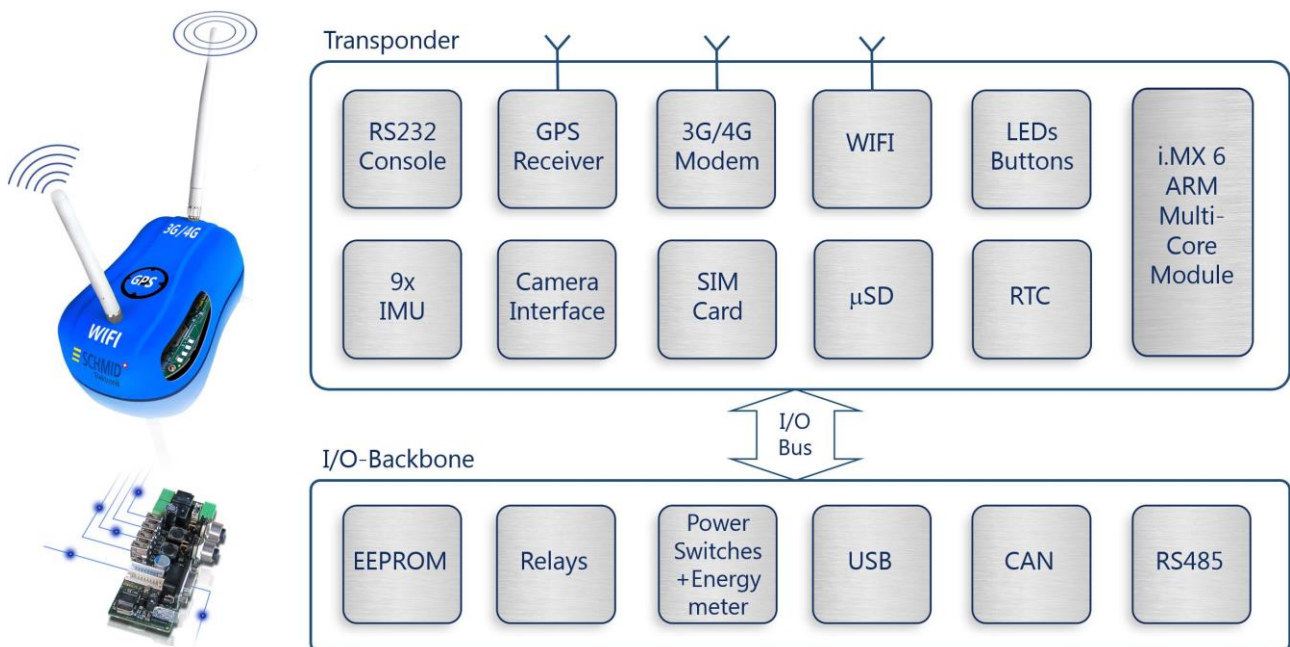 Transponder
RS232
Console
GPS
Receiver
3G/4G
Modem
WIFI
LEDs
Buttons
i.MX 6
ARM
Multi-
Core
Module
9x
IMU
Camera
Interface
SIM
Card
µSD
RTC
I/O
Bus
I/O-Backbone
EEPROM
Relays
Power
Switches
+Energy
meter
USB
CAN
RS485
3G/4G
GPS
WIFI
SCHMID